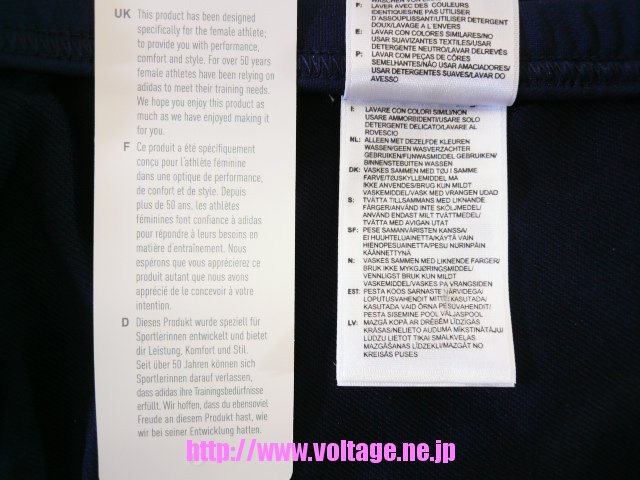 UK This product has been designed
specifically for the female athlete;
to provide you with performance,
comfort and style. For over 50 years
female athletes have been relying on
adidas to meet their training needs.
We hope you enjoy this product as
much as we have enjoyed making it
for you.
F Ce produit a été spécifiquement
conçu pour l'athlète féminine
dans une optique de performance,
de confort et de style. Depuis
plus de 50 ans, les athlètes
féminines font confiance à adidas
pour répondre à leurs besoins en
matière d'entraînement. Nous
espérons que vous apprécierez ce
produit autant que nous avons
apprécié de le concevoir à votre
intention.
D Dieses Produkt wurde speziell für
Sportlerinnen entwickelt und bietet
dir Leistung, Komfort und Stil.
Seit über 50 Jahren können sich
Sportlerinnen darauf verlassen,
dass adidas ihre Trainingsbedürfnisse
erfüllt. Wir hoffen, dass du ebensoviel
Freude an diesem Produkt hast, wie
wir bei seiner Entwicklung hatten.
F: LAVER AVEC DES COULEURS
IDENTIQUES/NE PAS UTILISER
D'ASSOUPLISSANT/UTILISER DETERGENT
DOUX/LAVAGE A L'ENVERS
E: LAVAR CON COLORES SIMILARES/NO
USAR SUAVIZANTES TEXTILES/USAR
DETERGENTE NEUTRO/LAVAR DELREVÉS
P: LAVAR COM PEÇAS DE CÔRES
SEMELHANTES/NÃO USAR AMACIADORES/
USAR DETERGENTES SUAVES/LAVAR DO
AVESSO
I: LAVARE CON COLORI SIMILI/NON
USARE AMMORBIDENTI/USARE SOLO
DETERGENTE DELICATO/LAVARE AL
ROVESCIO
NL: ALLEEN MET DEZELFDE KLEUREN
WASSEN/GEEN WASVERZACHTER
GEBRUIKEN/FIJNWASMIDDEL GEBRUIKEN/
BINNENSTEBUITEN WASSEN
DK: VASKES SAMMEN MED TØJ I SAMME
FARVE/TØJSKYLLEMIDDEL MA
IKKE ANVENDES/BRUG KUN MILDT
VASKEMIDDEL/VASK MED VRANGEN UDAD
S: TVÄTTA TILLSAMMANS MED LIKNANDE
FÄRGER/ANVÄND INTE SKÖLJMEDEL/
ANVÄND ENDAST MILT TVÄTTMEDEL/
TVÄTTA MED AVIGAN UTAT
SF: PESE SAMANVÄRISTEN KANSSA/
EI HUUHTELUAINETTA/KÄYTÄ VAIN
HIENOPESUAINETTA/PESU NURINPÄIN
KÄÄNNETTYNÄ
N: VASKES SAMMEN MED LIKNENDE FARGER/
BRUK IKKE MYKGJØRINGSMIDDEL/
VENNLIGST BRUK KUN MILDT
VASKEMIDDEL/VASKES PA VRANGSIDEN
EST: PESTA KOOS SARNASTE VÄRVIDEGA/
LOPUTUSVAHENDIT MITTE KASUTADA/
KASUTADA VAID ÕRNA PESUVAHENDIT/
PESTA SISEMINE POOL VÄLJASPOOL
LV: MAZGĀ KOPĀ AR DRĒBĒM LĪDZĪGĀS
KRĀSĀS/NELIETO AUDUMA MĪKSTINĀTĀJU/
LŪDZU LIETOT TIKAI SMALKVEĻAS
MAZGĀŠANAS LĪDZEKLI/MAZGĀT NO
KREISĀS PUSES
http://www.voltage.ne.jp